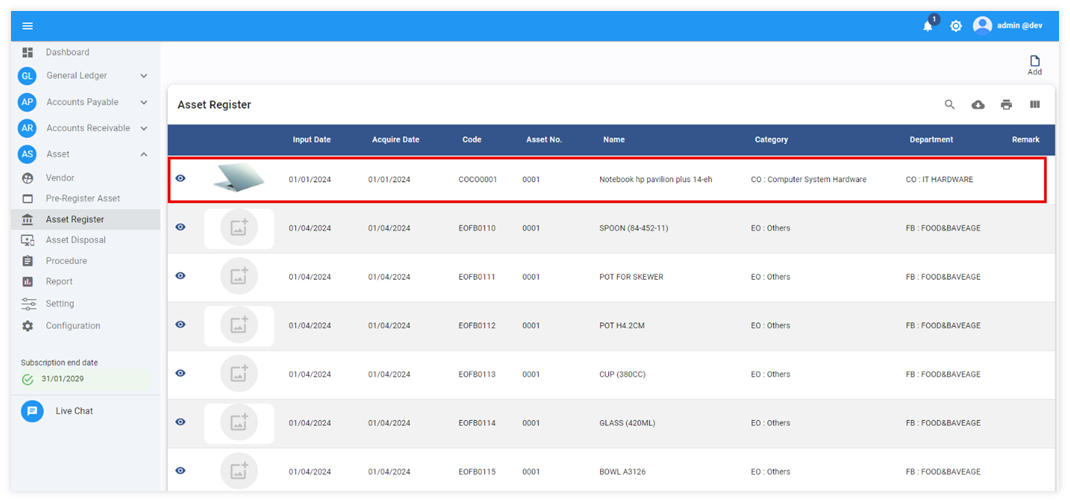 1
admin @dev
Dashboard
GL General Ledger
AP Accounts Payable
AR Accounts Receivable
AS Asset
Vendor
Pre-Register Asset
Asset Register
Asset Disposal
Procedure
Report
Setting
Configuration
Subscription end date
31/01/2029
Live Chat
Add
Asset Register
Input Date Acquire Date Code Asset No. Name Category Department Remark
01/01/2024 01/01/2024 COCO0001 0001 Notebook hp pavilion plus 14-eh CO : Computer System Hardware CO : IT HARDWARE
01/04/2024 01/04/2024 EOFB0110 0001 SPOON (84-452-11) EO : Others FB : FOOD&BAVEAGE
01/04/2024 01/04/2024 EOFB0111 0001 POT FOR SKEWER EO : Others FB : FOOD&BAVEAGE
01/04/2024 01/04/2024 EOFB0112 0001 POT H4.2CM EO : Others FB : FOOD&BAVEAGE
01/04/2024 01/04/2024 EOFB0113 0001 CUP (380CC) EO : Others FB : FOOD&BAVEAGE
01/04/2024 01/04/2024 EOFB0114 0001 GLASS (420ML) EO : Others FB : FOOD&BAVEAGE
01/04/2024 01/04/2024 EOFB0115 0001 BOWL A3126 EO : Others FB : FOOD&BAVEAGE